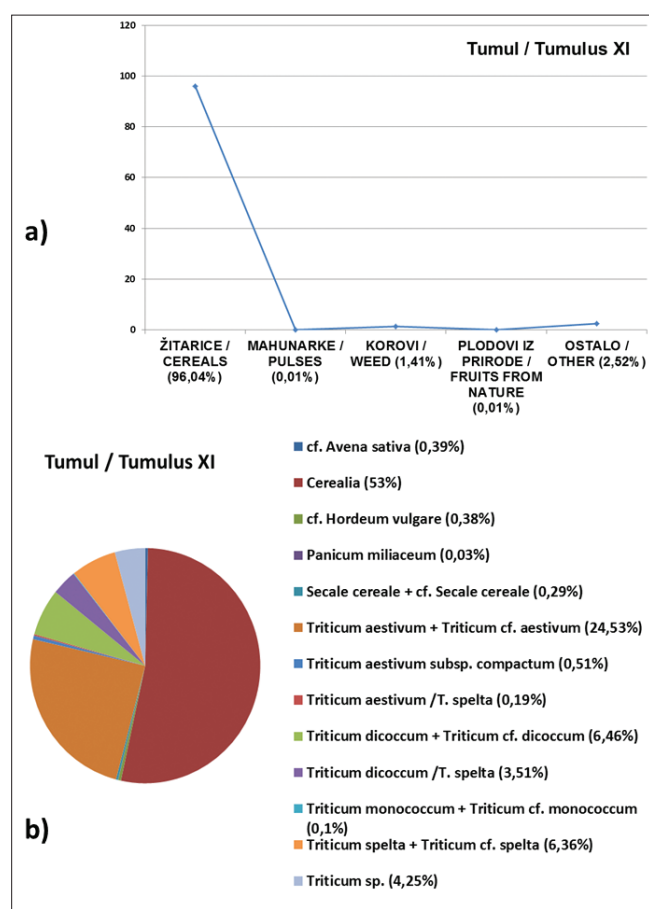 Tumul / Tumulus XI
120
100
80
60
40
20
0
a)
ŽITARICE /
CEREALS
(96,04%)
MAHUNARKE /
PULSES
(0,01%)
KOROVI /
WEED (1,41%)
PLODOVI IZ
PRIRODE /
FRUITS FROM
NATURE
(0,01%)
OSTALO /
OTHER (2,52%)
Tumul / Tumulus XI
cf. Avena sativa (0,39%)
Cerealia (53%)
cf. Hordeum vulgare (0,38%)
Panicum miliaceum (0,03%)
Secale cereale + cf. Secale cereale (0,29%)
Triticum aestivum + Triticum cf. aestivum (24,53%)
Triticum aestivum subsp. compactum (0,51%)
Triticum aestivum /T. spelta (0,19%)
Triticum dicoccum + Triticum cf. dicoccum (6,46%)
Triticum dicoccum /T. spelta (3,51%)
Triticum monococcum + Triticum cf. monococcum
(0,1%)
Triticum spelta + Triticum cf. spelta (6,36%)
Triticum sp. (4,25%)
b)